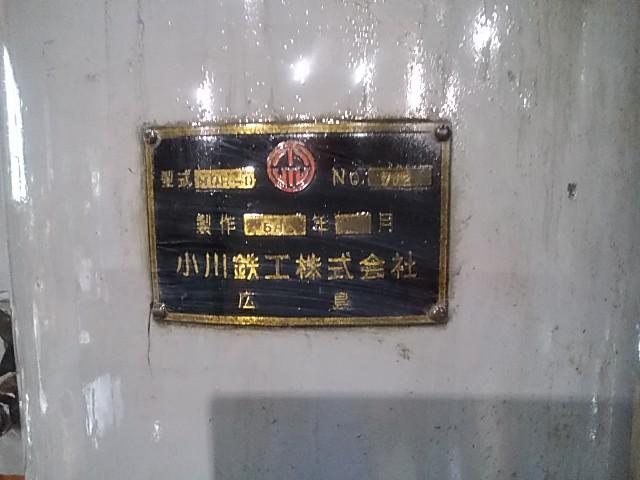 型式 No.
製作 年 月
小川鉄工株式会社
広島